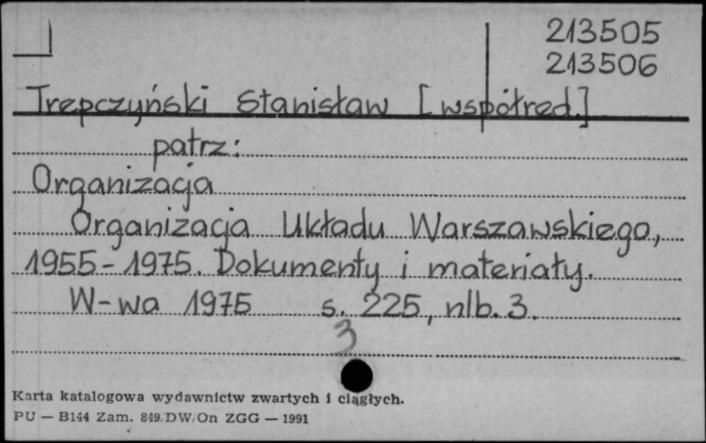 213505
213506
Trepczyński Stanisław [współred.]
patrz:
Organizacja
Organizacja Układu Warszawskiego,
1955-1975. Dokumenty i materiały.
W-wa 1975 s. 225, nlb. 3.
3
Karta katalogowa wydawnictw zwartych i ciągłych.
PU — B144 Zam. 849/DW/On ZGG — 1991